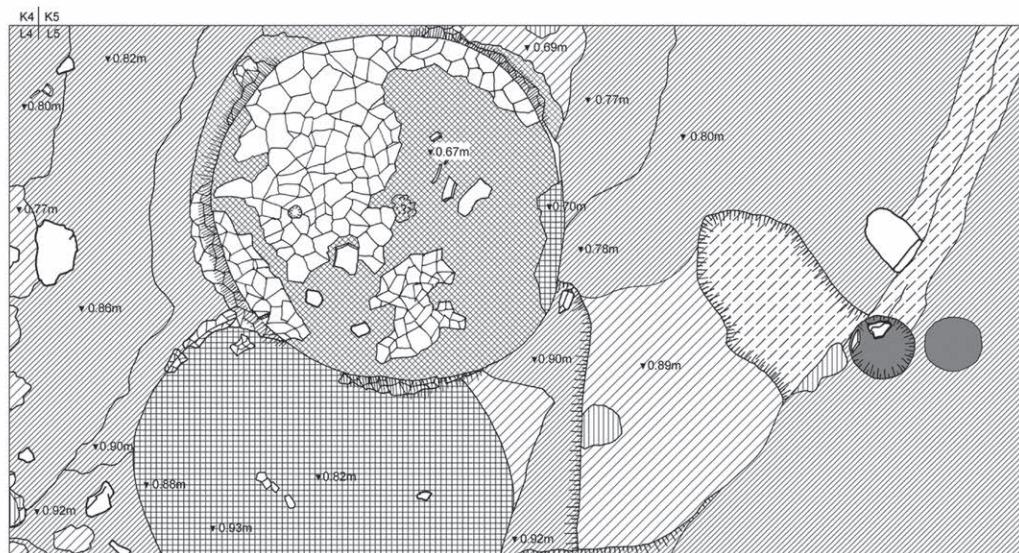 K4 K5
L4 L5
▾0.82m
▾0.69m
▾0.80m
▾0.77m
▾0.80m
▾0.67m
▾0.77m
▾0.70m
▾0.78m
▾0.86m
▾0.90m
▾0.89m
▾0.90m
▾0.88m
▾0.82m
▾0.92m
▾0.93m
▾0.92m